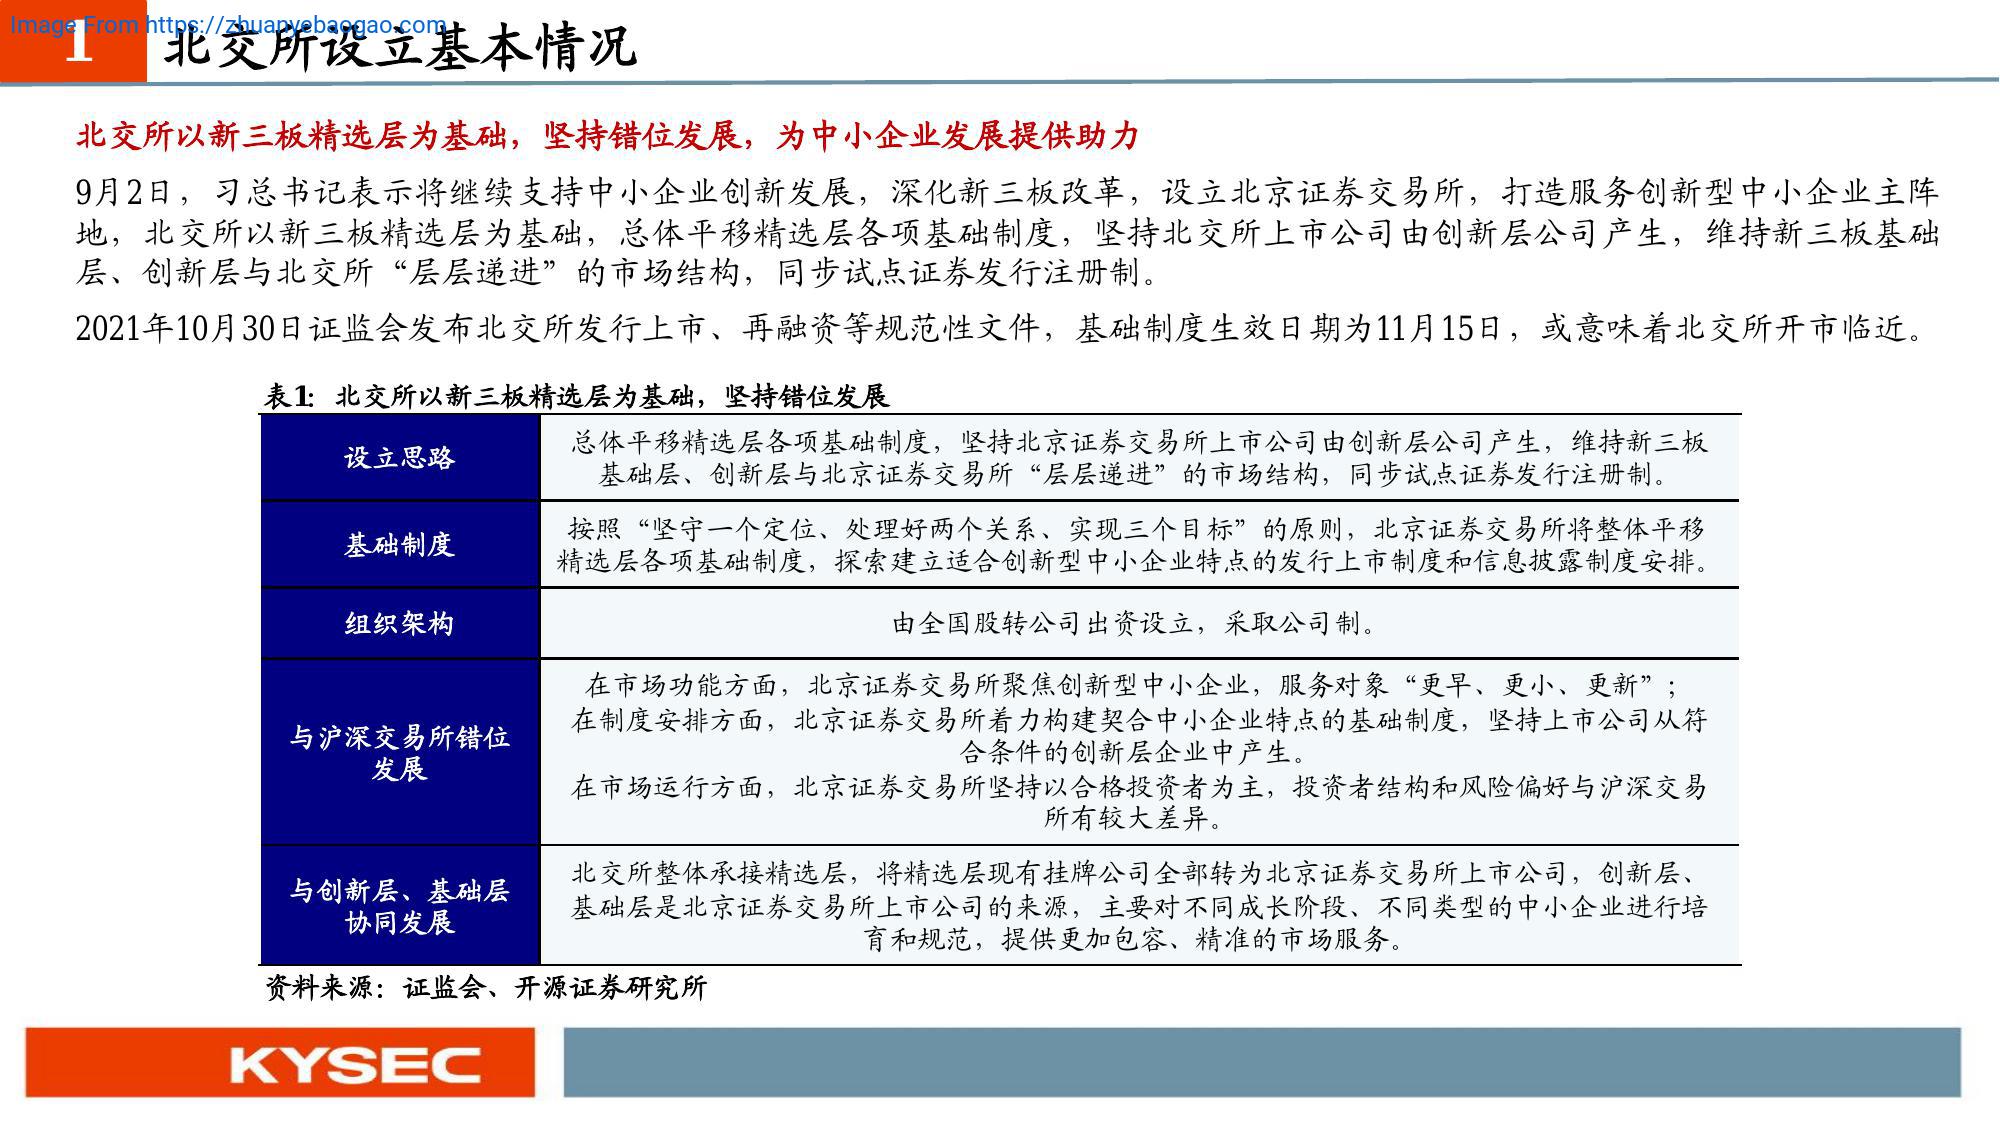 Image From https://zhuanyebaogao.com
1
北交所设立基本情况
北交所以新三板精选层为基础，坚持错位发展，为中小企业发展提供助力
9月2日，习总书记表示将继续支持中小企业创新发展，深化新三板改革，设立北京证券交易所，打造服务创新型中小企业主阵
地，北交所以新三板精选层为基础，总体平移精选层各项基础制度，坚持北交所上市公司由创新层公司产生，维持新三板基础
层、创新层与北交所“层层递进”的市场结构，同步试点证券发行注册制。
2021年10月30日证监会发布北交所发行上市、再融资等规范性文件，基础制度生效日期为11月15日，或意味着北交所开市临近。
表1：北交所以新三板精选层为基础，坚持错位发展
设立思路
总体平移精选层各项基础制度，坚持北京证券交易所上市公司由创新层公司产生，维持新三板
基础层、创新层与北京证券交易所“层层递进”的市场结构，同步试点证券发行注册制。
基础制度
按照“坚守一个定位、处理好两个关系、实现三个目标”的原则，北京证券交易所将整体平移
精选层各项基础制度，探索建立适合创新型中小企业特点的发行上市制度和信息披露制度安排。
组织架构
由全国股转公司出资设立，采取公司制。
与沪深交易所错位
发展
在市场功能方面，北京证券交易所聚焦创新型中小企业，服务对象“更早、更小、更新”；
在制度安排方面，北京证券交易所着力构建契合中小企业特点的基础制度，坚持上市公司从符
合条件的创新层企业中产生。
在市场运行方面，北京证券交易所坚持以合格投资者为主，投资者结构和风险偏好与沪深交易
所有较大差异。
与创新层、基础层
协同发展
北交所整体承接精选层，将精选层现有挂牌公司全部转为北京证券交易所上市公司，创新层、
基础层是北京证券交易所上市公司的来源，主要对不同成长阶段、不同类型的中小企业进行培
育和规范，提供更加包容、精准的市场服务。
资料来源：证监会、开源证券研究所
KYSEC